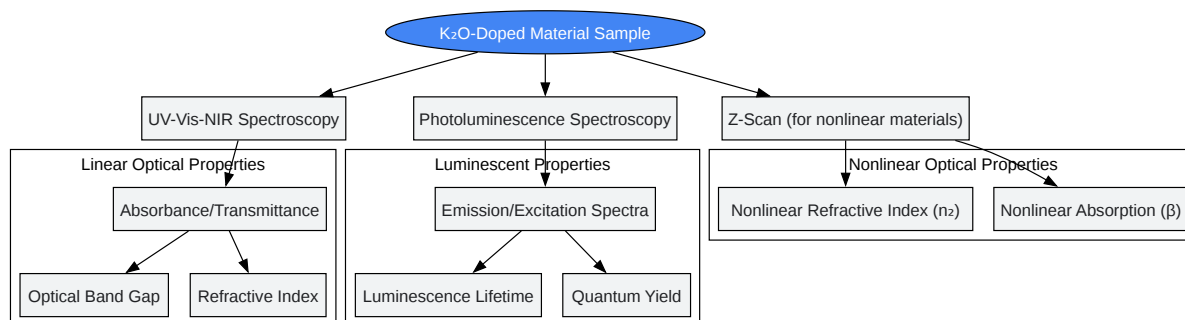 K₂O-Doped Material Sample
UV-Vis-NIR Spectroscopy
Photoluminescence Spectroscopy
Z-Scan (for nonlinear materials)
Linear Optical Properties
Luminescent Properties
Nonlinear Optical Properties
Absorbance/Transmittance
Emission/Excitation Spectra
Nonlinear Refractive Index (n₂)
Nonlinear Absorption (β)
Optical Band Gap
Refractive Index
Luminescence Lifetime
Quantum Yield